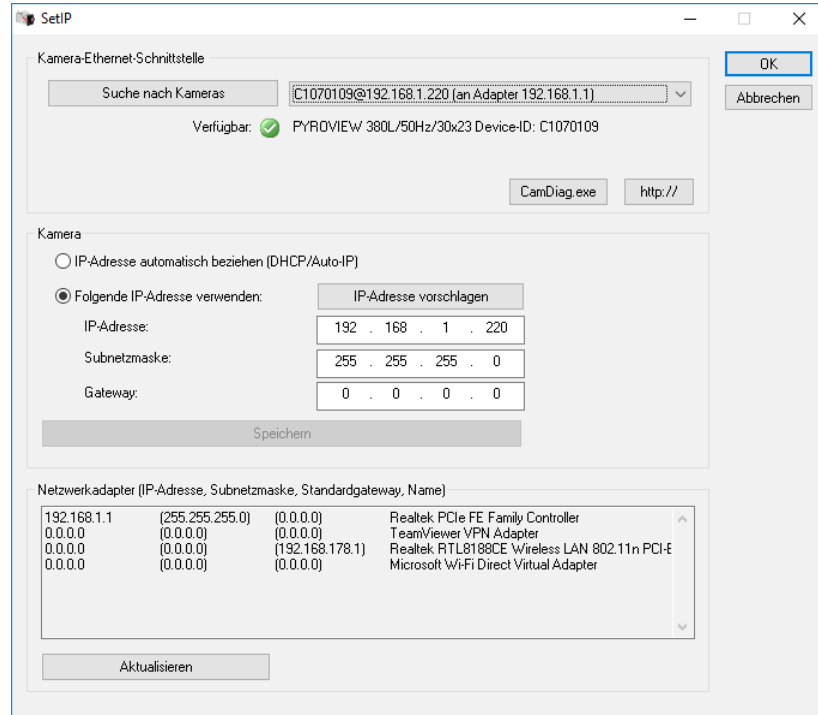 SetIP
Kamera-Ethernet-Schnittstelle
OK
Suche nach Kameras
C1070109@192.168.1.220 (an Adapter 192.168.1.1)
Abbrechen
Verfügbar:
PYROVIEW 380L/50Hz/30x23 Device-ID: C1070109
CamDiag.exe
http://
Kamera
IP-Adresse automatisch beziehen (DHCP/Auto-IP)
Folgende IP-Adresse verwenden:
IP-Adresse vorschlagen
IP-Adresse:
192 . 168 . 1 . 220
Subnetzmaske:
255 . 255 . 255 . 0
Gateway:
0 . 0 . 0 . 0
Speichern
Netzwerkadapter (IP-Adresse, Subnetzmaske, Standardgateway, Name)
192.168.1.1 (255.255.255.0) (0.0.0.0) Realtek PCIe FE Family Controller
0.0.0.0 (0.0.0.0) (0.0.0.0) TeamViewer VPN Adapter
0.0.0.0 (0.0.0.0) (192.168.178.1) Realtek RTL8188CE Wireless LAN 802.11n PCI-E
0.0.0.0 (0.0.0.0) (0.0.0.0) Microsoft Wi-Fi Direct Virtual Adapter
Aktualisieren